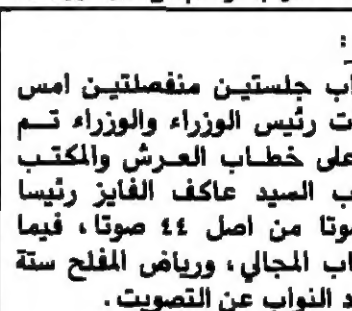 :
اب جلستين منفصلتين امس
ت رئيس الوزراء والوزراء تم
على خطاب العرش والمكتب
ب السيد عاكف الفايز رئيسا
صوتا من اصل ٤٤ صوتا، فيما
اب المجالي، ورياض المفلح ستة
د النواب عن التصويت.